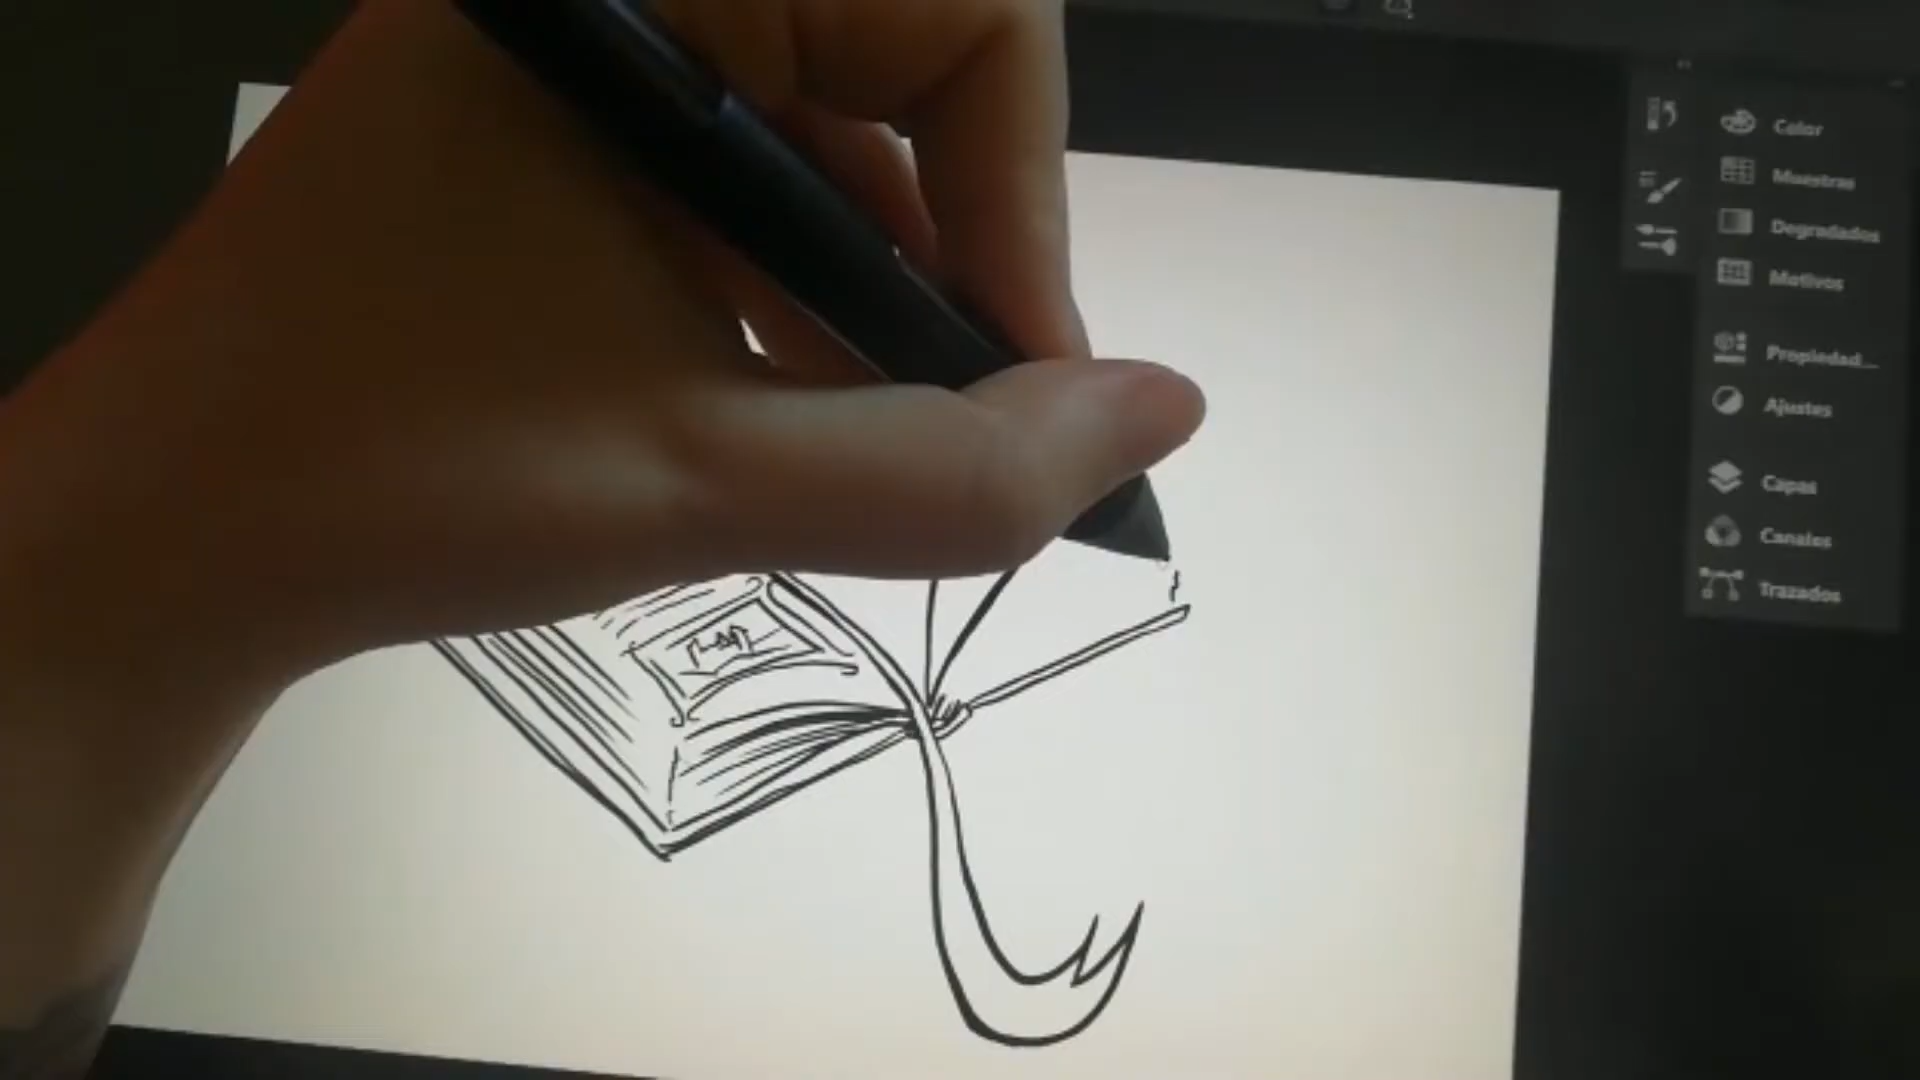 Color
Muestras
Degradados
Motivos
Propiedad...
Ajustes
Capas
Canales
Trazados